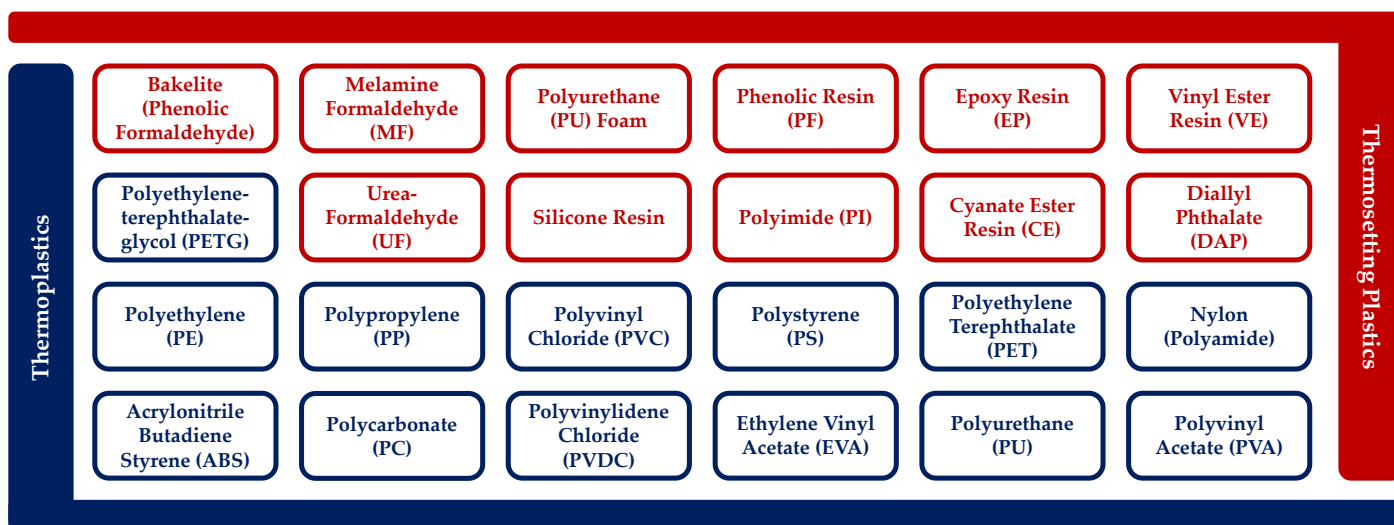 Thermoplastics
Bakelite
(Phenolic
Formaldehyde)
Melamine
Formaldehyde
(MF)
Polyurethane
(PU) Foam
Phenolic Resin
(PF)
Epoxy Resin
(EP)
Vinyl Ester
Resin (VE)
Polyethylene-
terephthalate-
glycol (PETG)
Urea-
Formaldehyde
(UF)
Silicone Resin
Polyimide (PI)
Cyanate Ester
Resin (CE)
Diallyl
Phthalate
(DAP)
Polyethylene
(PE)
Polypropylene
(PP)
Polyvinyl
Chloride (PVC)
Polystyrene
(PS)
Polyethylene
Terephthalate
(PET)
Nylon
(Polyamide)
Acrylonitrile
Butadiene
Styrene (ABS)
Polycarbonate
(PC)
Polyvinylidene
Chloride
(PVDC)
Ethylene Vinyl
Acetate (EVA)
Polyurethane
(PU)
Polyvinyl
Acetate (PVA)
Thermosetting Plastics